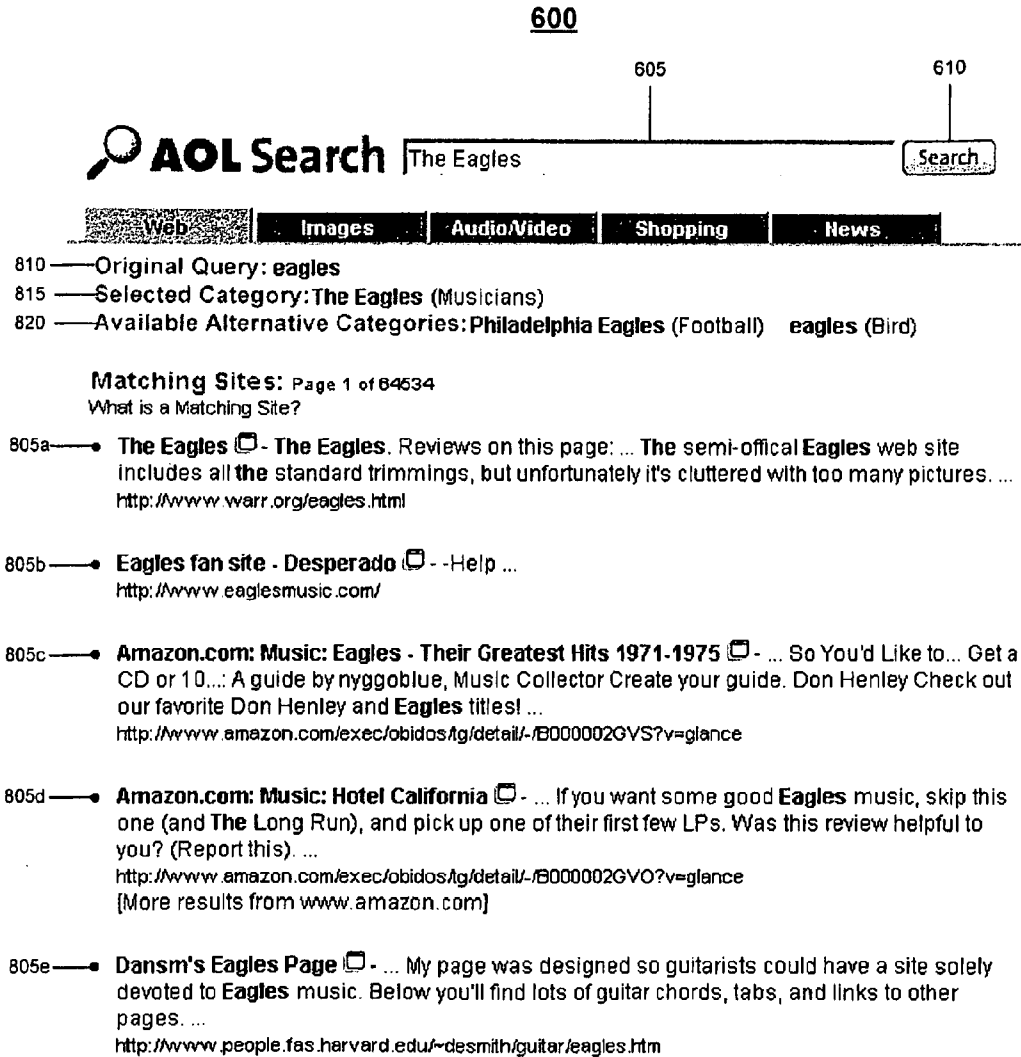 600
605 610
AOL Search The Eagles Search
Web Images Audio/Video Shopping News
810 Original Query: eagles
815 Selected Category: The Eagles (Musicians)
820 Available Alternative Categories: Philadelphia Eagles (Football) eagles (Bird)
Matching Sites: Page 1 of 64534
What is a Matching Site?
805a The Eagles - The Eagles. Reviews on this page: ... The semi-offical Eagles web site
includes all the standard trimmings, but unfortunately it's cluttered with too many pictures. ...
http://www.warr.org/eagles.html
805b Eagles fan site - Desperado - -Help ...
http://www.eaglesmusic.com/
805c Amazon.com: Music: Eagles - Their Greatest Hits 1971-1975 - ... So You'd Like to... Get a
CD or 10...: A guide by nyggoblue, Music Collector Create your guide. Don Henley Check out
our favorite Don Henley and Eagles titles! ...
http://www.amazon.com/exec/obidos/tg/detail/-/B000002GVS?v=glance
805d Amazon.com: Music: Hotel California - ... If you want some good Eagles music, skip this
one (and The Long Run), and pick up one of their first few LPs. Was this review helpful to
you? (Report this). ...
http://www.amazon.com/exec/obidos/tg/detail/-/B000002GVO?v=glance
[More results from www.amazon.com]
805e Dansm's Eagles Page - ... My page was designed so guitarists could have a site solely
devoted to Eagles music. Below you'll find lots of guitar chords, tabs, and links to other
pages. ...
http://www.people.fas.harvard.edu/~desmith/guitar/eagles.htm